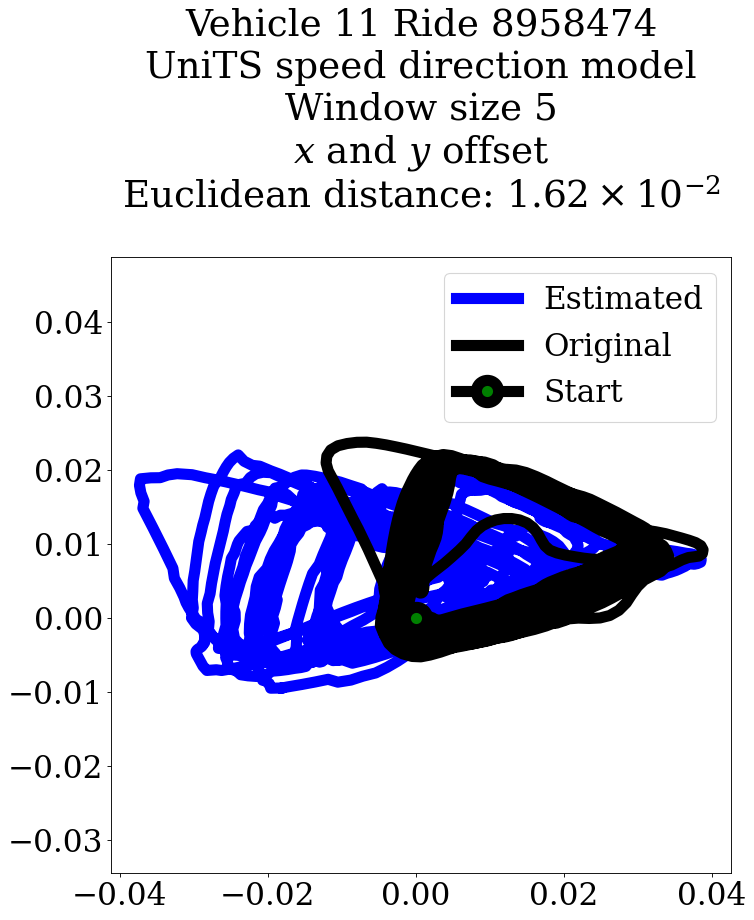 Vehicle 11 Ride 8958474
UniTS speed direction model
Window size 5
x and y offset
Euclidean distance: 1.62 × 10⁻²
Estimated
Original
Start
0.04
0.03
0.02
0.01
0.00
−0.01
−0.02
−0.03
−0.04 −0.02 0.00 0.02 0.04